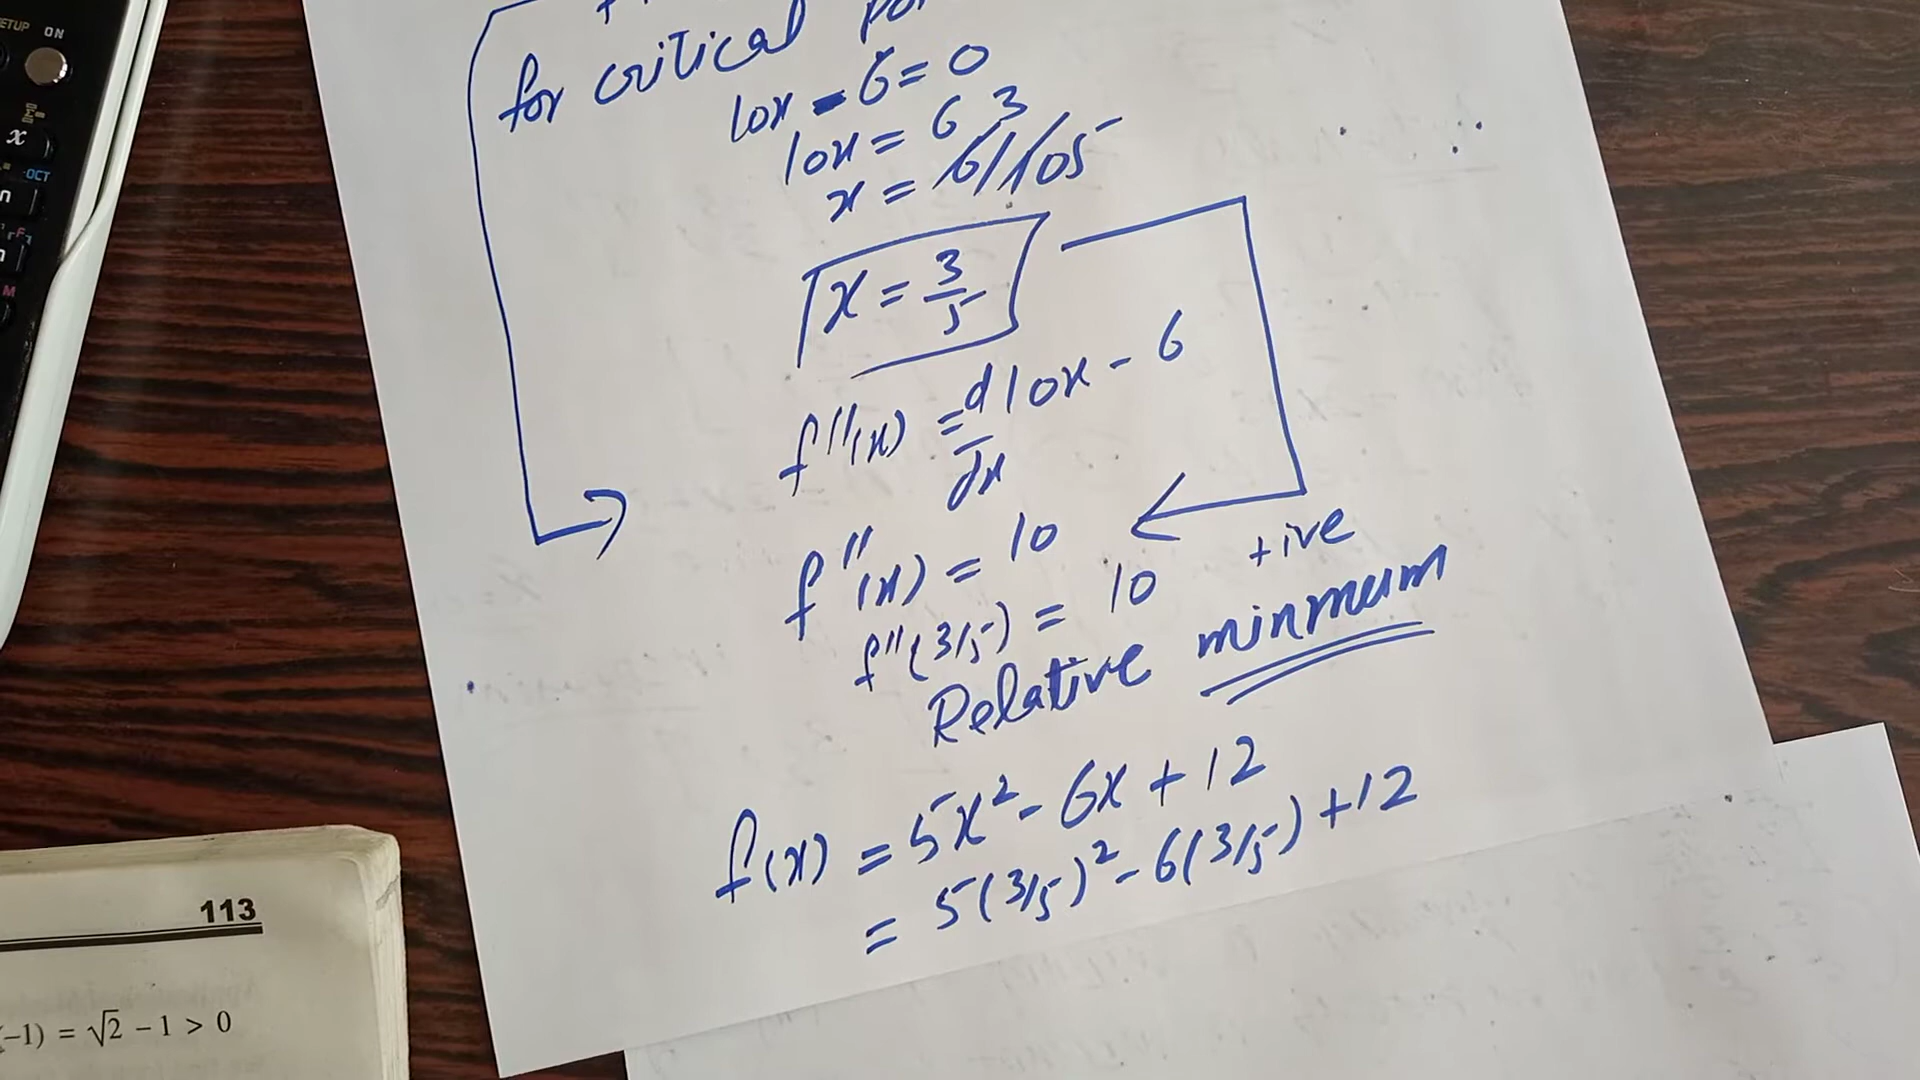 ETUP ON
Σ-
x
-OCT
M
for critical
10x - 6 = 0
10x = 6
x = 6/10 3 5
x = 3/5
f''(x) = d/dx 10x - 6
f''(x) = 10
f''(3/5) = 10 +ive
Relative minmum
f(x) = 5x² - 6x + 12
= 5(3/5)² - 6(3/5) + 12
113
(-1) = √2 - 1 > 0